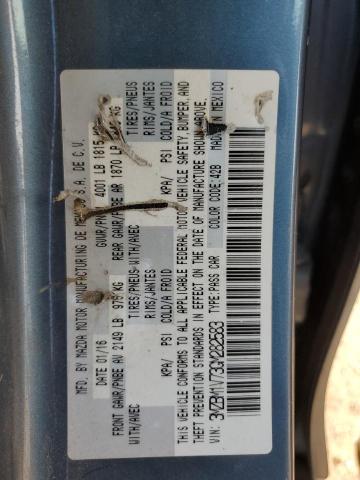 MFD. BY MAZDA MOTOR MANUFACTURING DE S.A. DE C.V.
DATE 01/16 GVWR/PNBV 4001 LB 1815
FRONT GAWR/PNBE AV 2149 LB 975 KG REAR GAWR/PNBE AR 1870 LB KG
WITH/AVEC TIRES/PNEUS RIMS/JANTES KPA/ PSI COLD/A FROID
TIRES/PNEUS WITH/AVEC RIMS/JANTES KPA/ PSI COLD/A FROID
THIS VEHICLE CONFORMS TO ALL APPLICABLE FEDERAL MOTOR VEHICLE SAFETY, BUMPER, AND
THEFT PREVENTION STANDARDS IN EFFECT ON THE DATE OF MANUFACTURE SHOWN ABOVE.
VIN: TYPE: PASS CAR COLOR CODE: 42B MADE IN MEXICO